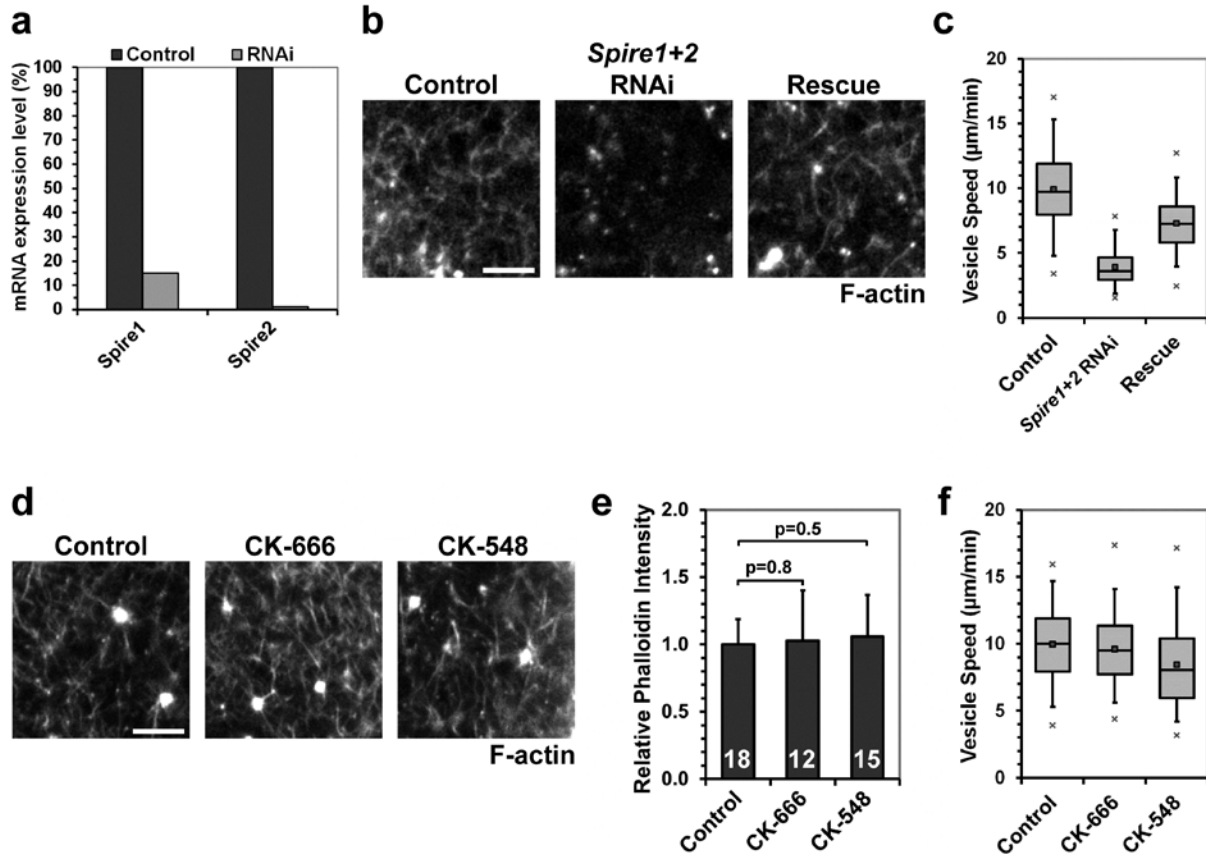 a
Control RNAi
mRNA expression level (%)
100
90
80
70
60
50
40
30
20
10
0
Spire1
Spire2
b
Control
Spire1+2
RNAi
Rescue
F-actin
c
Vesicle Speed (µm/min)
20
15
10
5
0
Control
Spire1+2 RNAi
Rescue
d
Control
CK-666
CK-548
F-actin
e
Relative Phalloidin Intensity
2.0
1.5
1.0
0.5
0.0
p=0.5
p=0.8
18
12
15
Control
CK-666
CK-548
f
Vesicle Speed (µm/min)
20
15
10
5
0
Control
CK-666
CK-548